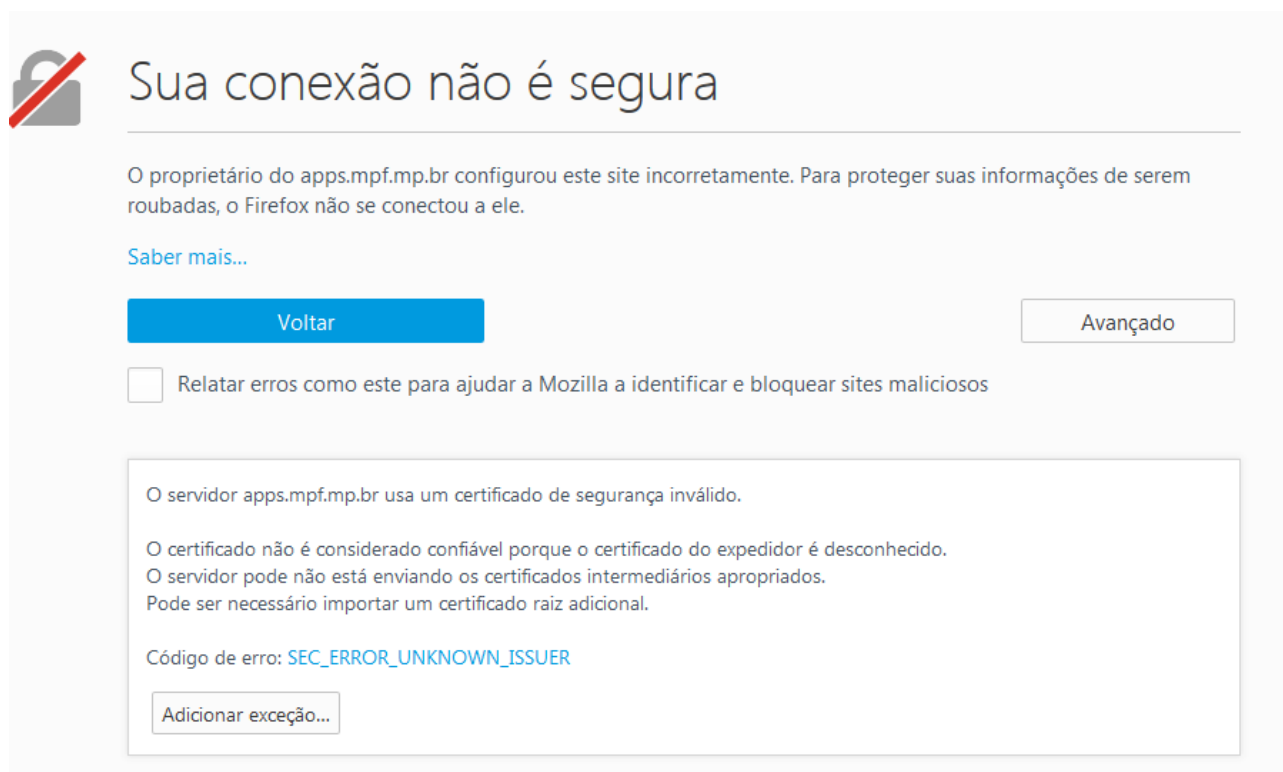 Sua conexão não é segura
O proprietário do apps.mpf.mp.br configurou este site incorretamente. Para proteger suas informações de serem
roubadas, o Firefox não se conectou a ele.
Saber mais...
Voltar
Avançado
Relatar erros como este para ajudar a Mozilla a identificar e bloquear sites maliciosos
O servidor apps.mpf.mp.br usa um certificado de segurança inválido.
O certificado não é considerado confiável porque o certificado do expedidor é desconhecido.
O servidor pode não está enviando os certificados intermediários apropriados.
Pode ser necessário importar um certificado raiz adicional.
Código de erro: SEC_ERROR_UNKNOWN_ISSUER
Adicionar exceção...